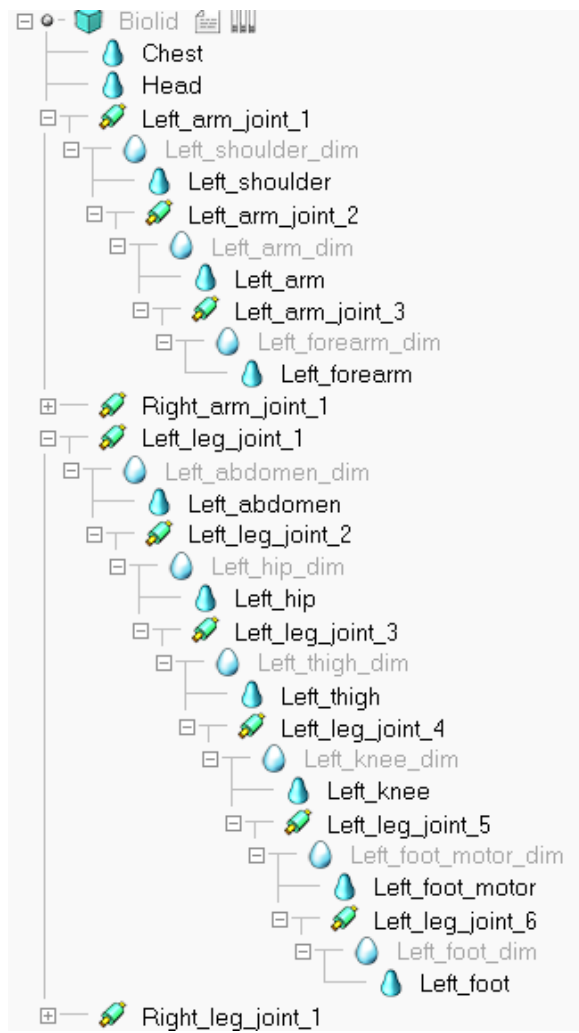 Biolid
Chest
Head
Left_arm_joint_1
Left_shoulder_dim
Left_shoulder
Left_arm_joint_2
Left_arm_dim
Left_arm
Left_arm_joint_3
Left_forearm_dim
Left_forearm
Right_arm_joint_1
Left_leg_joint_1
Left_abdomen_dim
Left_abdomen
Left_leg_joint_2
Left_hip_dim
Left_hip
Left_leg_joint_3
Left_thigh_dim
Left_thigh
Left_leg_joint_4
Left_knee_dim
Left_knee
Left_leg_joint_5
Left_foot_motor_dim
Left_foot_motor
Left_leg_joint_6
Left_foot_dim
Left_foot
Right_leg_joint_1